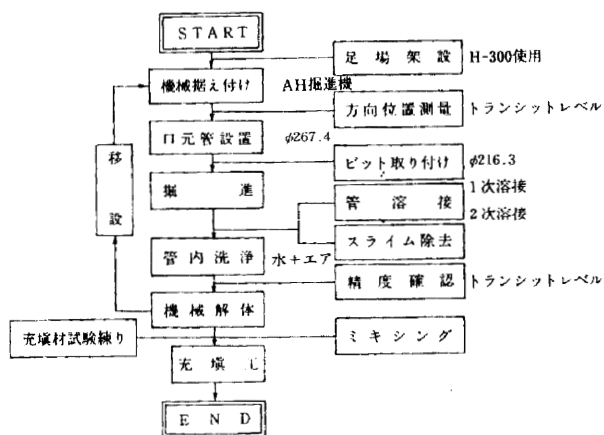 START
足場架設 H-300使用
機械据え付け AH掘進機
方向位置測量 トランシットレベル
口元管設置 φ267.4
ビット取り付け φ216.3
移設
掘進
管溶接 1次溶接
2次溶接
スライム除去
管内洗浄 水+エア
精度確認 トランシットレベル
機械解体
充塡材試験練り
ミキシング
充塡工
END